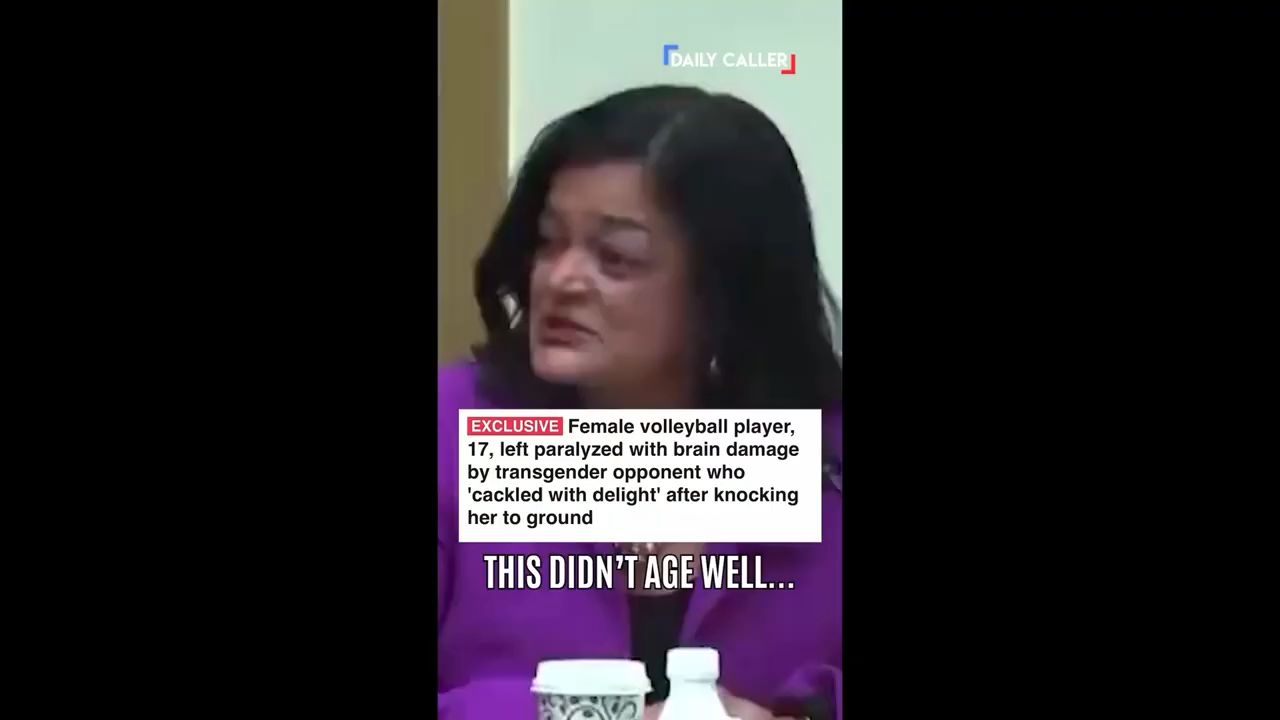 DAILY CALLER
EXCLUSIVE Female volleyball player,
17, left paralyzed with brain damage
by transgender opponent who
'cackled with delight' after knocking
her to ground
THIS DIDN'T AGE WELL...